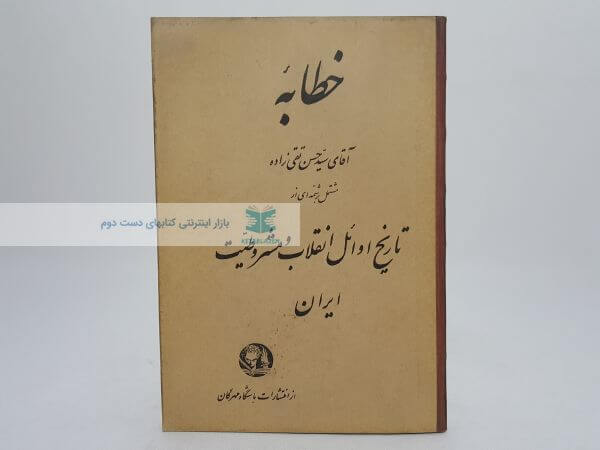 خطابهٔ
آقای سید حسن تقی زاده
مشتمل بر شمّه ای از
تاریخ اوائل انقلاب و مشروطیت
ایران
از انتشارات باشگاه مهرگان
بازار اینترنتی کتابهای دست دوم